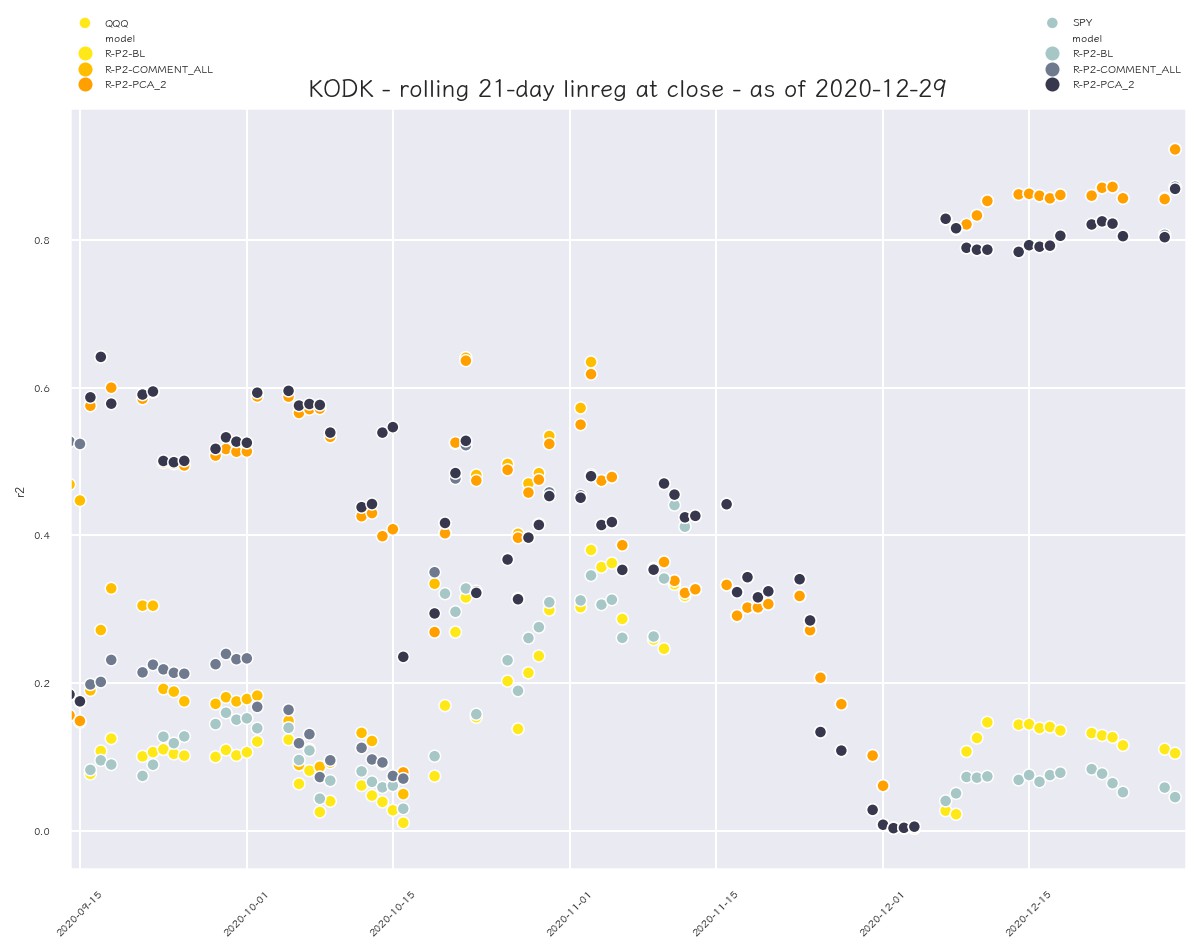 QQQ
model
R-P2-BL
R-P2-COMMENT_ALL
R-P2-PCA_2
SPY
model
R-P2-BL
R-P2-COMMENT_ALL
R-P2-PCA_2
KODK - rolling 21-day linreg at close - as of 2020-12-29
0.8
0.6
0.4
0.2
0.0
r2
2020-09-15
2020-10-01
2020-10-15
2020-11-01
2020-11-15
2020-12-01
2020-12-15